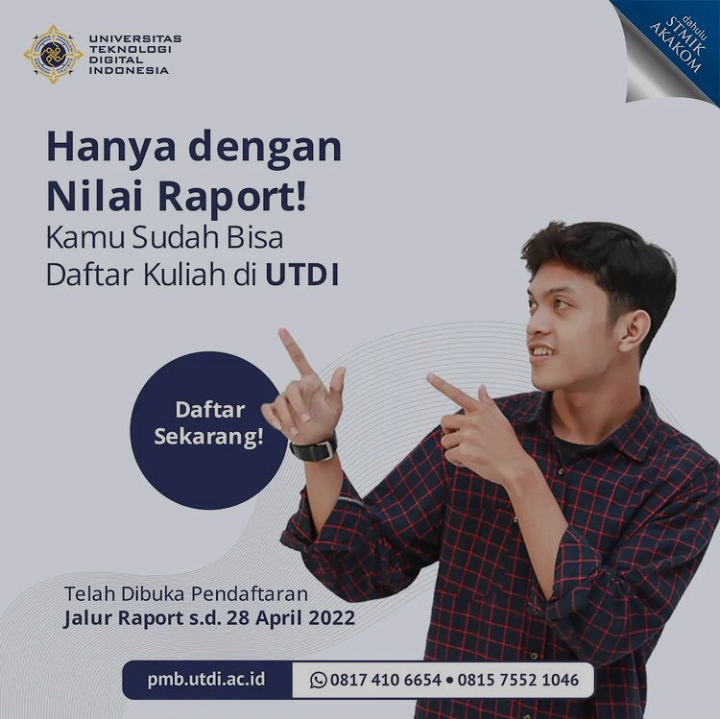 UNIVERSITAS
TEKNOLOGI
DIGITAL
INDONESIA
dahulu
STMIK
AKAKOM
Hanya dengan
Nilai Raport!
Kamu Sudah Bisa
Daftar Kuliah di UTDI
Daftar
Sekarang!
Telah Dibuka Pendaftaran
Jalur Raport s.d. 28 April 2022
pmb.utdi.ac.id
0817 410 6654 • 0815 7552 1046